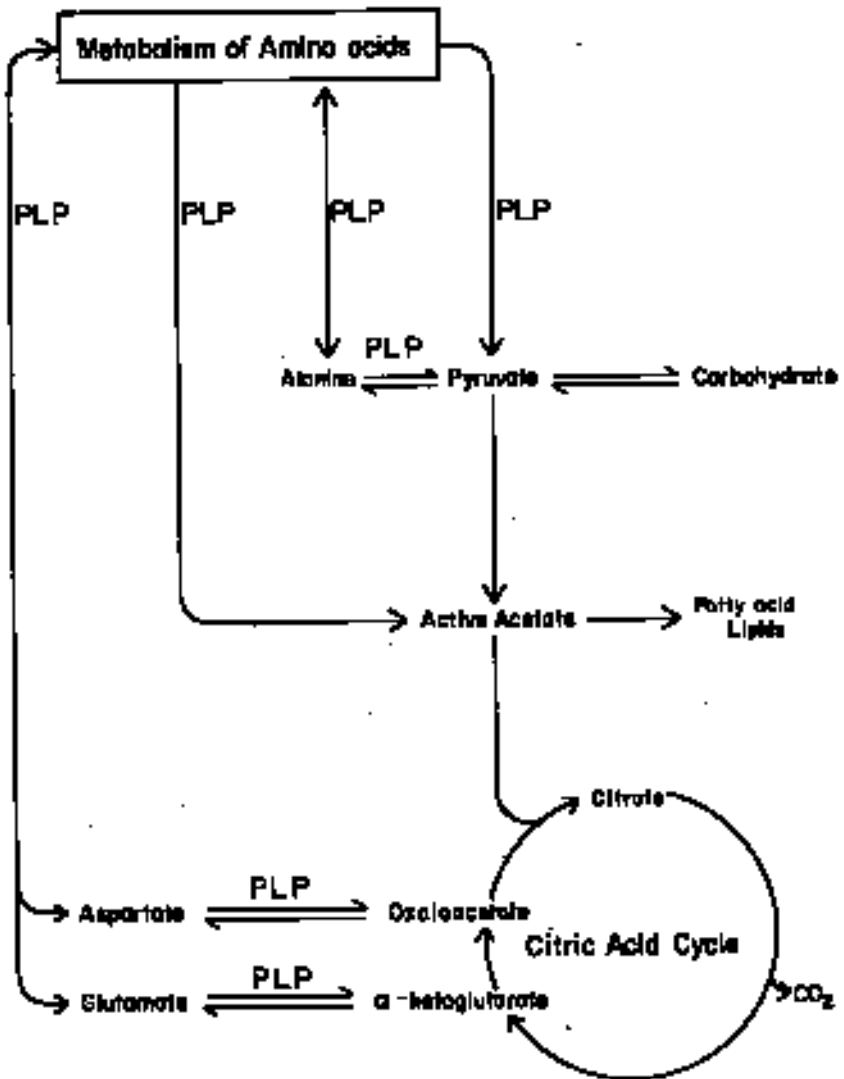 Metabolism of Amino acids
PLP PLP PLP PLP
PLP
Alanine Pyruvate Carbohydrate
Active Acetate Fatty acid
Lipids
Citrate
PLP
Aspartate Oxaloacetate
Citric Acid Cycle
PLP
Glutamate α-ketoglutarate
CO₂